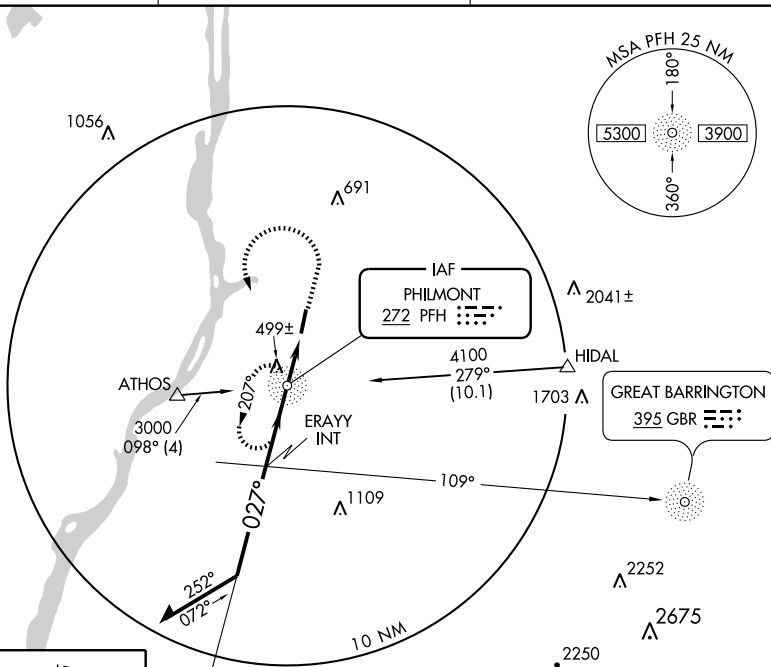 MSA PFH 25 NM
180°
5300
3900
360°
1056
691
IAF
PHILMONT
272 PFH
2041±
499±
HIDAL
4100
279°
(10.1)
ATHOS
207°
1703
GREAT BARRINGTON
395 GBR
3000
098° (4)
ERAYY
INT
109°
027°
1109
252°
072°
2252
2675
10 NM
2250